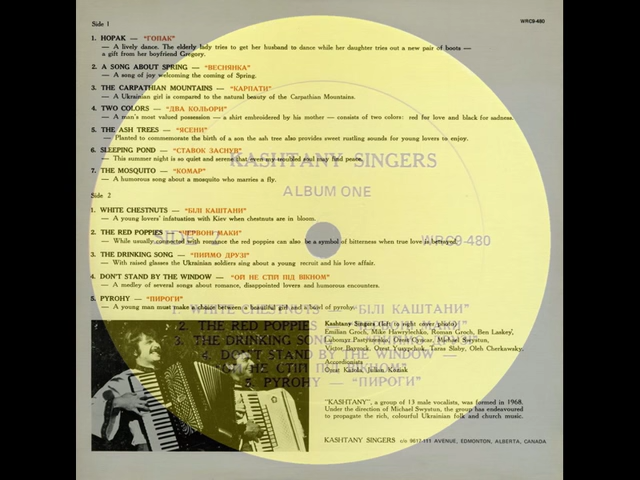 Side 1
WRC9-480
1. HOPAK — "ГОПАК"
— A lively dance. The elderly lady tries to get her husband to dance while her daughter tries out a new pair of boots —
a gift from her boyfriend Gregory.
2. A SONG ABOUT SPRING — "ВЕСНЯНКА"
— A song of joy welcoming the coming of Spring.
3. THE CARPATHIAN MOUNTAINS — "КАРПАТИ"
— A Ukrainian girl is compared to the natural beauty of the Carpathian Mountains.
4. TWO COLORS — "ДВА КОЛЬОРИ"
— A man's most valued possession — a shirt embroidered by his mother — consists of two colors: red for love and black for sadness.
5. THE ASH TREES — "ЯСЕНИ"
— Planted to commemorate the birth of a son the ash tree also provides sweet rustling sounds for young lovers to enjoy.
6. SLEEPING POND — "СТАВОК ЗАСНУВ"
— This summer night is so quiet and serene that even any troubled soul may find peace.
KASHTANY SINGERS
7. THE MOSQUITO — "КОМАР"
— A humorous song about a mosquito who marries a fly.
ALBUM ONE
Side 2
1. WHITE CHESTNUTS — "БІЛІ КАШТАНИ"
— A young lovers' infatuation with Kiev when chestnuts are in bloom.
2. THE RED POPPIES — "ЧЕРВОНІ МАКИ"
— While usually connected with romance the red poppies can also be a symbol of bitterness when true love is betrayed.
SIDE 2
WRC9-480
3. THE DRINKING SONG — "ПИЙМО ДРУЗІ"
— With raised glasses the Ukrainian soldiers sing about a young recruit and his love affair.
4. DON'T STAND BY THE WINDOW — "ОЙ НЕ СТІЙ ПІД ВІКНОМ"
— A medley of several songs about romance, disappointed lovers and humorous encounters.
5. PYROHY — "ПИРОГИ"
— A young man must make a choice between a beautiful girl and a bowl of pyrohy.
1. WHITE CHESTNUTS — "БІЛІ КАШТАНИ"
2. THE RED POPPIES
3. THE DRINKING SONG
4. DON'T STAND BY THE WINDOW —
"ОЙ НЕ СТІЙ ПІД ВІКНОМ"
5. PYROHY — "ПИРОГИ"
Kashtany Singers (left to right cover photo)
Emilian Groch, Mike Hawrylechko, Roman Groch, Ben Laskey,
Orest Michael Swystun,
Victor Orest Taras Slaby, Oleh Cherkawsky,
Accordionists
"KASHTANY", a group of 13 male vocalists, was formed in 1968.
Under the direction of Michael Swystun, the group has endeavoured
to propagate the rich, colourful Ukrainian folk and church music.
KASHTANY SINGERS c/o 9617-111 AVENUE, EDMONTON, ALBERTA, CANADA